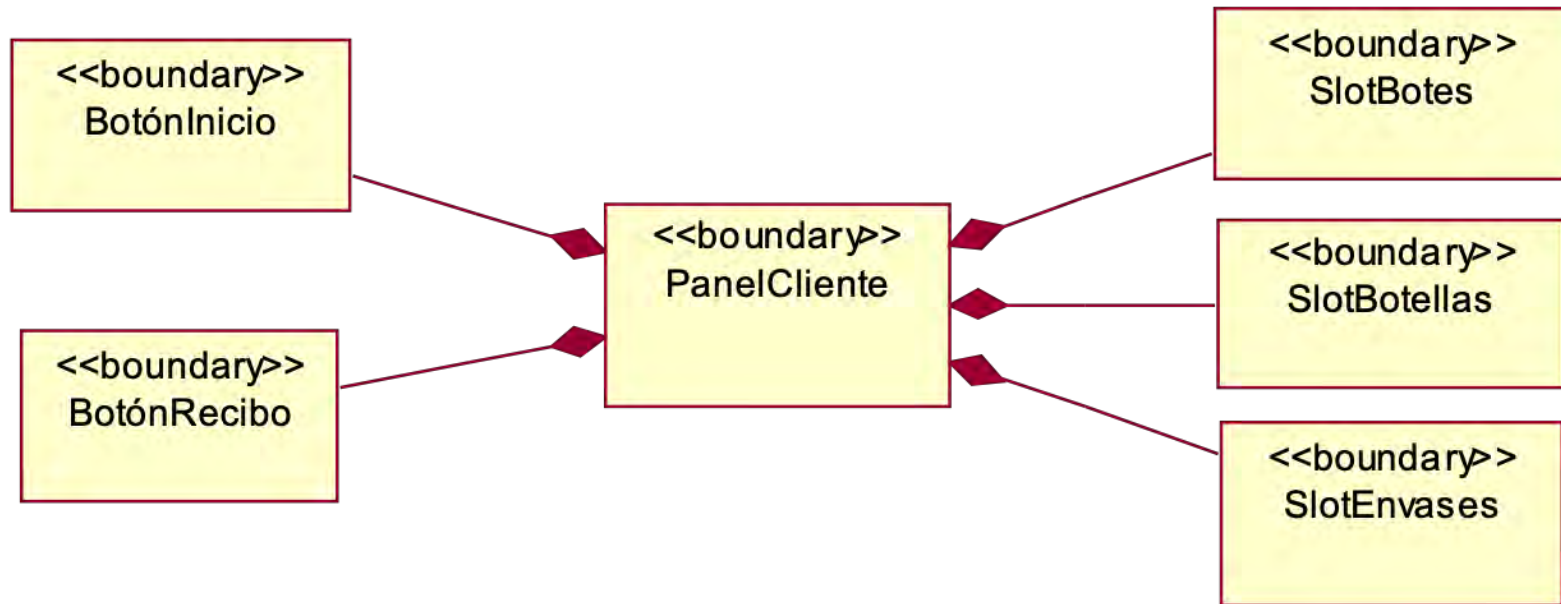 <<boundary>>
BotónInicio
<<boundary>>
BotónRecibo
<<boundary>>
PanelCliente
<<boundary>>
SlotBotes
<<boundary>>
SlotBotellas
<<boundary>>
SlotEnvases